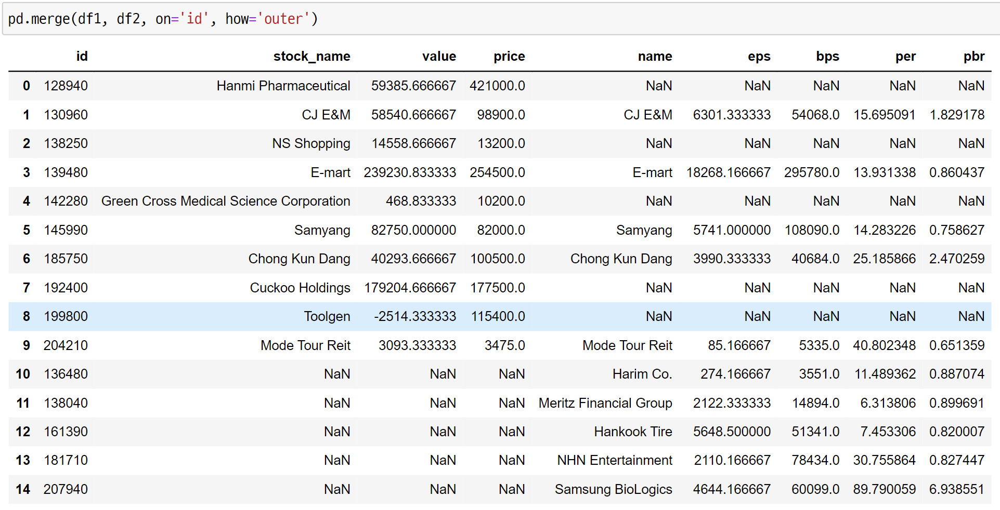 pd.merge(df1, df2, on='id', how='outer')
id stock_name value price name eps bps per pbr
0 128940 Hanmi Pharmaceutical 59385.666667 421000.0 NaN NaN NaN NaN NaN
1 130960 CJ E&M 58540.666667 98900.0 CJ E&M 6301.333333 54068.0 15.695091 1.829178
2 138250 NS Shopping 14558.666667 13200.0 NaN NaN NaN NaN NaN
3 139480 E-mart 239230.833333 254500.0 E-mart 18268.166667 295780.0 13.931338 0.860437
4 142280 Green Cross Medical Science Corporation 468.833333 10200.0 NaN NaN NaN NaN NaN
5 145990 Samyang 82750.000000 82000.0 Samyang 5741.000000 108090.0 14.283226 0.758627
6 185750 Chong Kun Dang 40293.666667 100500.0 Chong Kun Dang 3990.333333 40684.0 25.185866 2.470259
7 192400 Cuckoo Holdings 179204.666667 177500.0 NaN NaN NaN NaN NaN
8 199800 Toolgen -2514.333333 115400.0 NaN NaN NaN NaN NaN
9 204210 Mode Tour Reit 3093.333333 3475.0 Mode Tour Reit 85.166667 5335.0 40.802348 0.651359
10 136480 NaN NaN NaN Harim Co. 274.166667 3551.0 11.489362 0.887074
11 138040 NaN NaN NaN Meritz Financial Group 2122.333333 14894.0 6.313806 0.899691
12 161390 NaN NaN NaN Hankook Tire 5648.500000 51341.0 7.453306 0.820007
13 181710 NaN NaN NaN NHN Entertainment 2110.166667 78434.0 30.755864 0.827447
14 207940 NaN NaN NaN Samsung BioLogics 4644.166667 60099.0 89.790059 6.938551